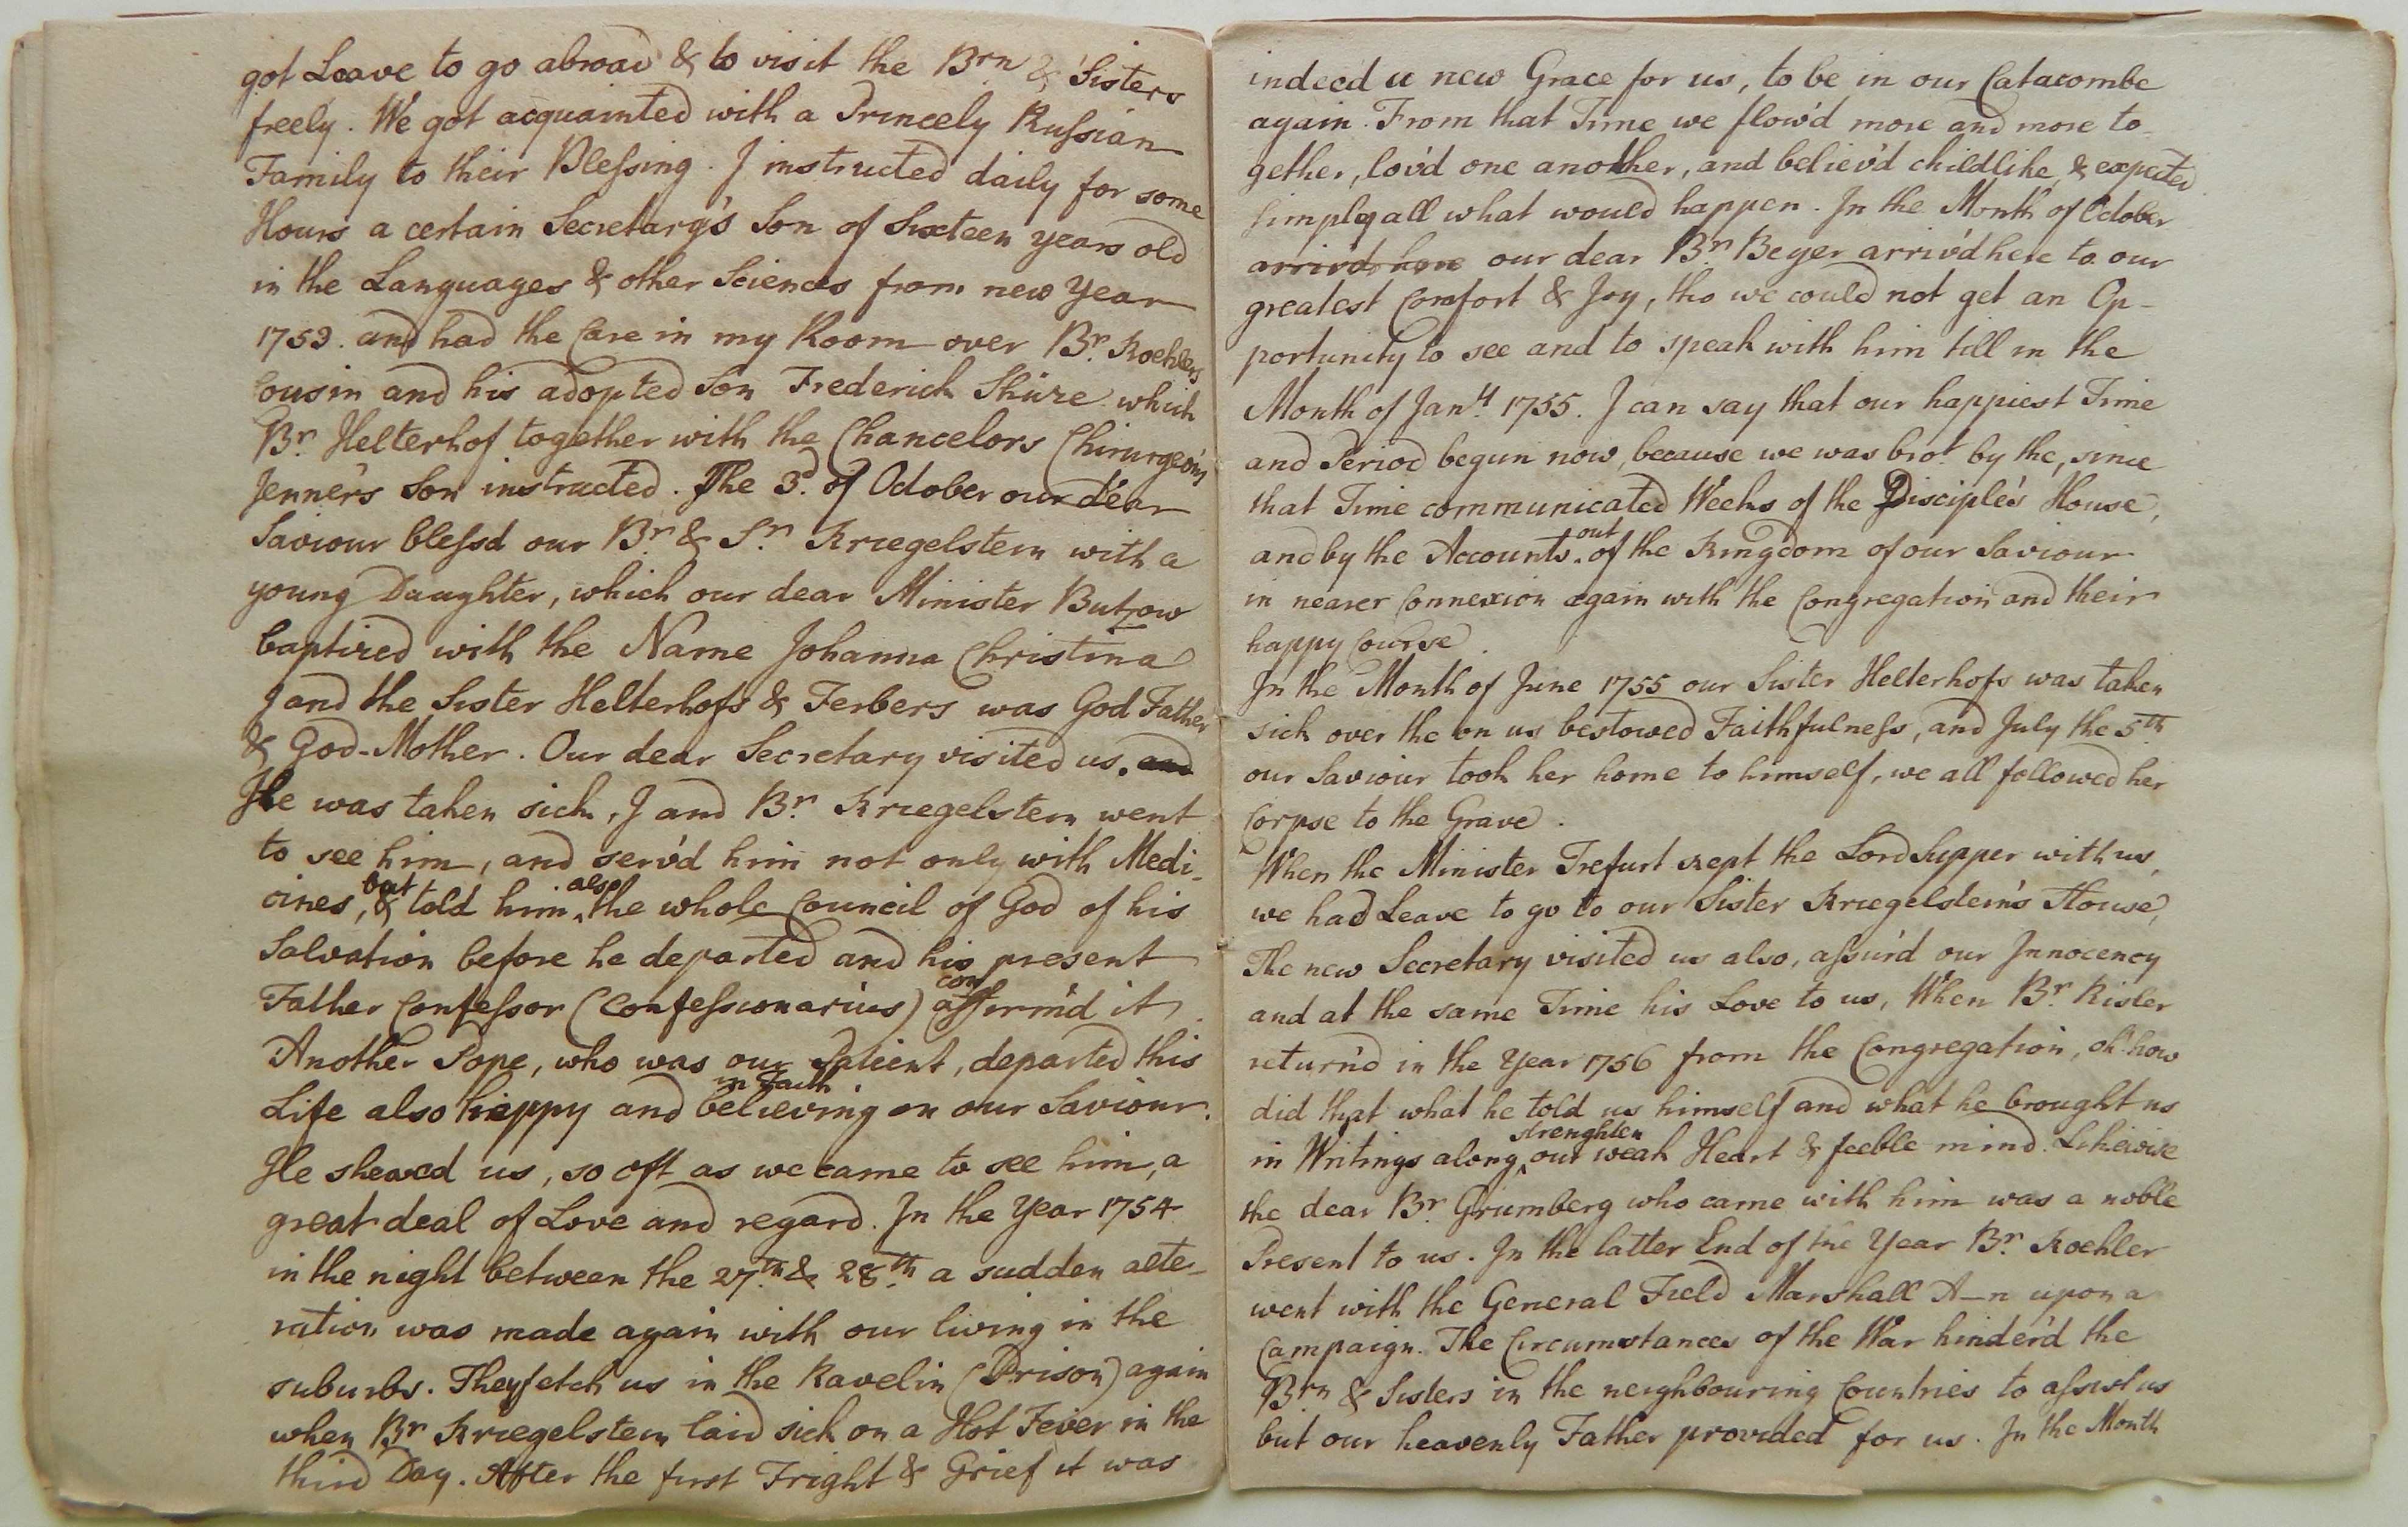 got Leave to go abroad & to visit the Brn & Sisters
freely. We got acquainted with a Princely Russian
Family to their Blessing. I instructed daily for some
Hours a certain Secretary's Son of Sixteen years old
in the Languages & other Sciences from new Year
1753. and had the Care in my Room over Br. Koehlers
Cousin and his adopted Son Frederich Shüze which
Br. Helterhof together with the Chancelors Chirurgeon's
Jenner's Son instructed. The 3d. of October our dear
Saviour blessd our Br. & Sr. Kriegelstein with a
young Daughter, which our dear Minister Butzow
baptized with the Name Johanna Christina
I and the Sister Helterhofs & Ferbers was God Father
& God-Mother. Our dear Secretary visited us. and
He was taken sick, I and Br. Kriegelstein went
to see him, and serv'd him not only with Medi-
cines, but & told him also the whole Council of God of his
Salvation before he departed and his present
Father Confessor (Confessionarius) con affirm'd it.
Another Pope, who was our Patient, departed this
Life also happy and in Faith believing on our Saviour.
He shewed us, so oft as we came to see him, a
great deal of Love and regard. In the Year 1754
in the night between the 27th. & 28th. a sudden alte-
ration was made again with our living in the
suburbs. They fetch us in the Ravelin (Prison) again
when Br Kriegelstein laid sick on a Hot Fever in the
third Day. After the first Fright & Grief it was
indeed a new Grace for us, to be in our Catacombe
again. From that Time we flow'd more and more to-
gether, lov'd one another, and believ'd childlike, & expected
simply all what would happen. In the Month of October
arriv'd here our dear Br. Beyer arriv'd here to our
greatest Comfort & Joy, tho we could not get an Op-
portunity to see and to speak with him till in the
Month of Jany. 1755. I can say that our happiest Time
and Period begun now, because we was brot. by the, since
that Time communicated Weeks of the Disciple's House,
and by the Accounts out of the Kingdom of our Saviour
in nearer Connexion again with the Congregation and their
happy Course.
In the Month of June 1755 our Sister Helterhofs was taken
sick over the on us bestowed Faithfulness, and July the 5th.
our Saviour took her home to himself, we all followed her
Corpse to the Grave.
When the Minister Trefurt kept the Lord Supper with us,
we had Leave to go to our Sister Kriegelstein's House,
The new Secretary visited us also, assur'd our Innocency
and at the same Time his Love to us, When Br. Risler
return'd in the Year 1756 from the Congregation, oh how
did that what he told us himself and what he brought us
in Writings along strenghten our weak Heart & feeble mind. Likewise
the dear Br. Grumberg who came with him was a noble
Present to us. In the latter End of the Year Br. Koehler
went with the General Field Marshall A–n upon a
Campaign. The Circumstances of the War hinder'd the
Brn & Sisters in the neighbouring Countries to assist us
but our heavenly Father provided for us. In the Month